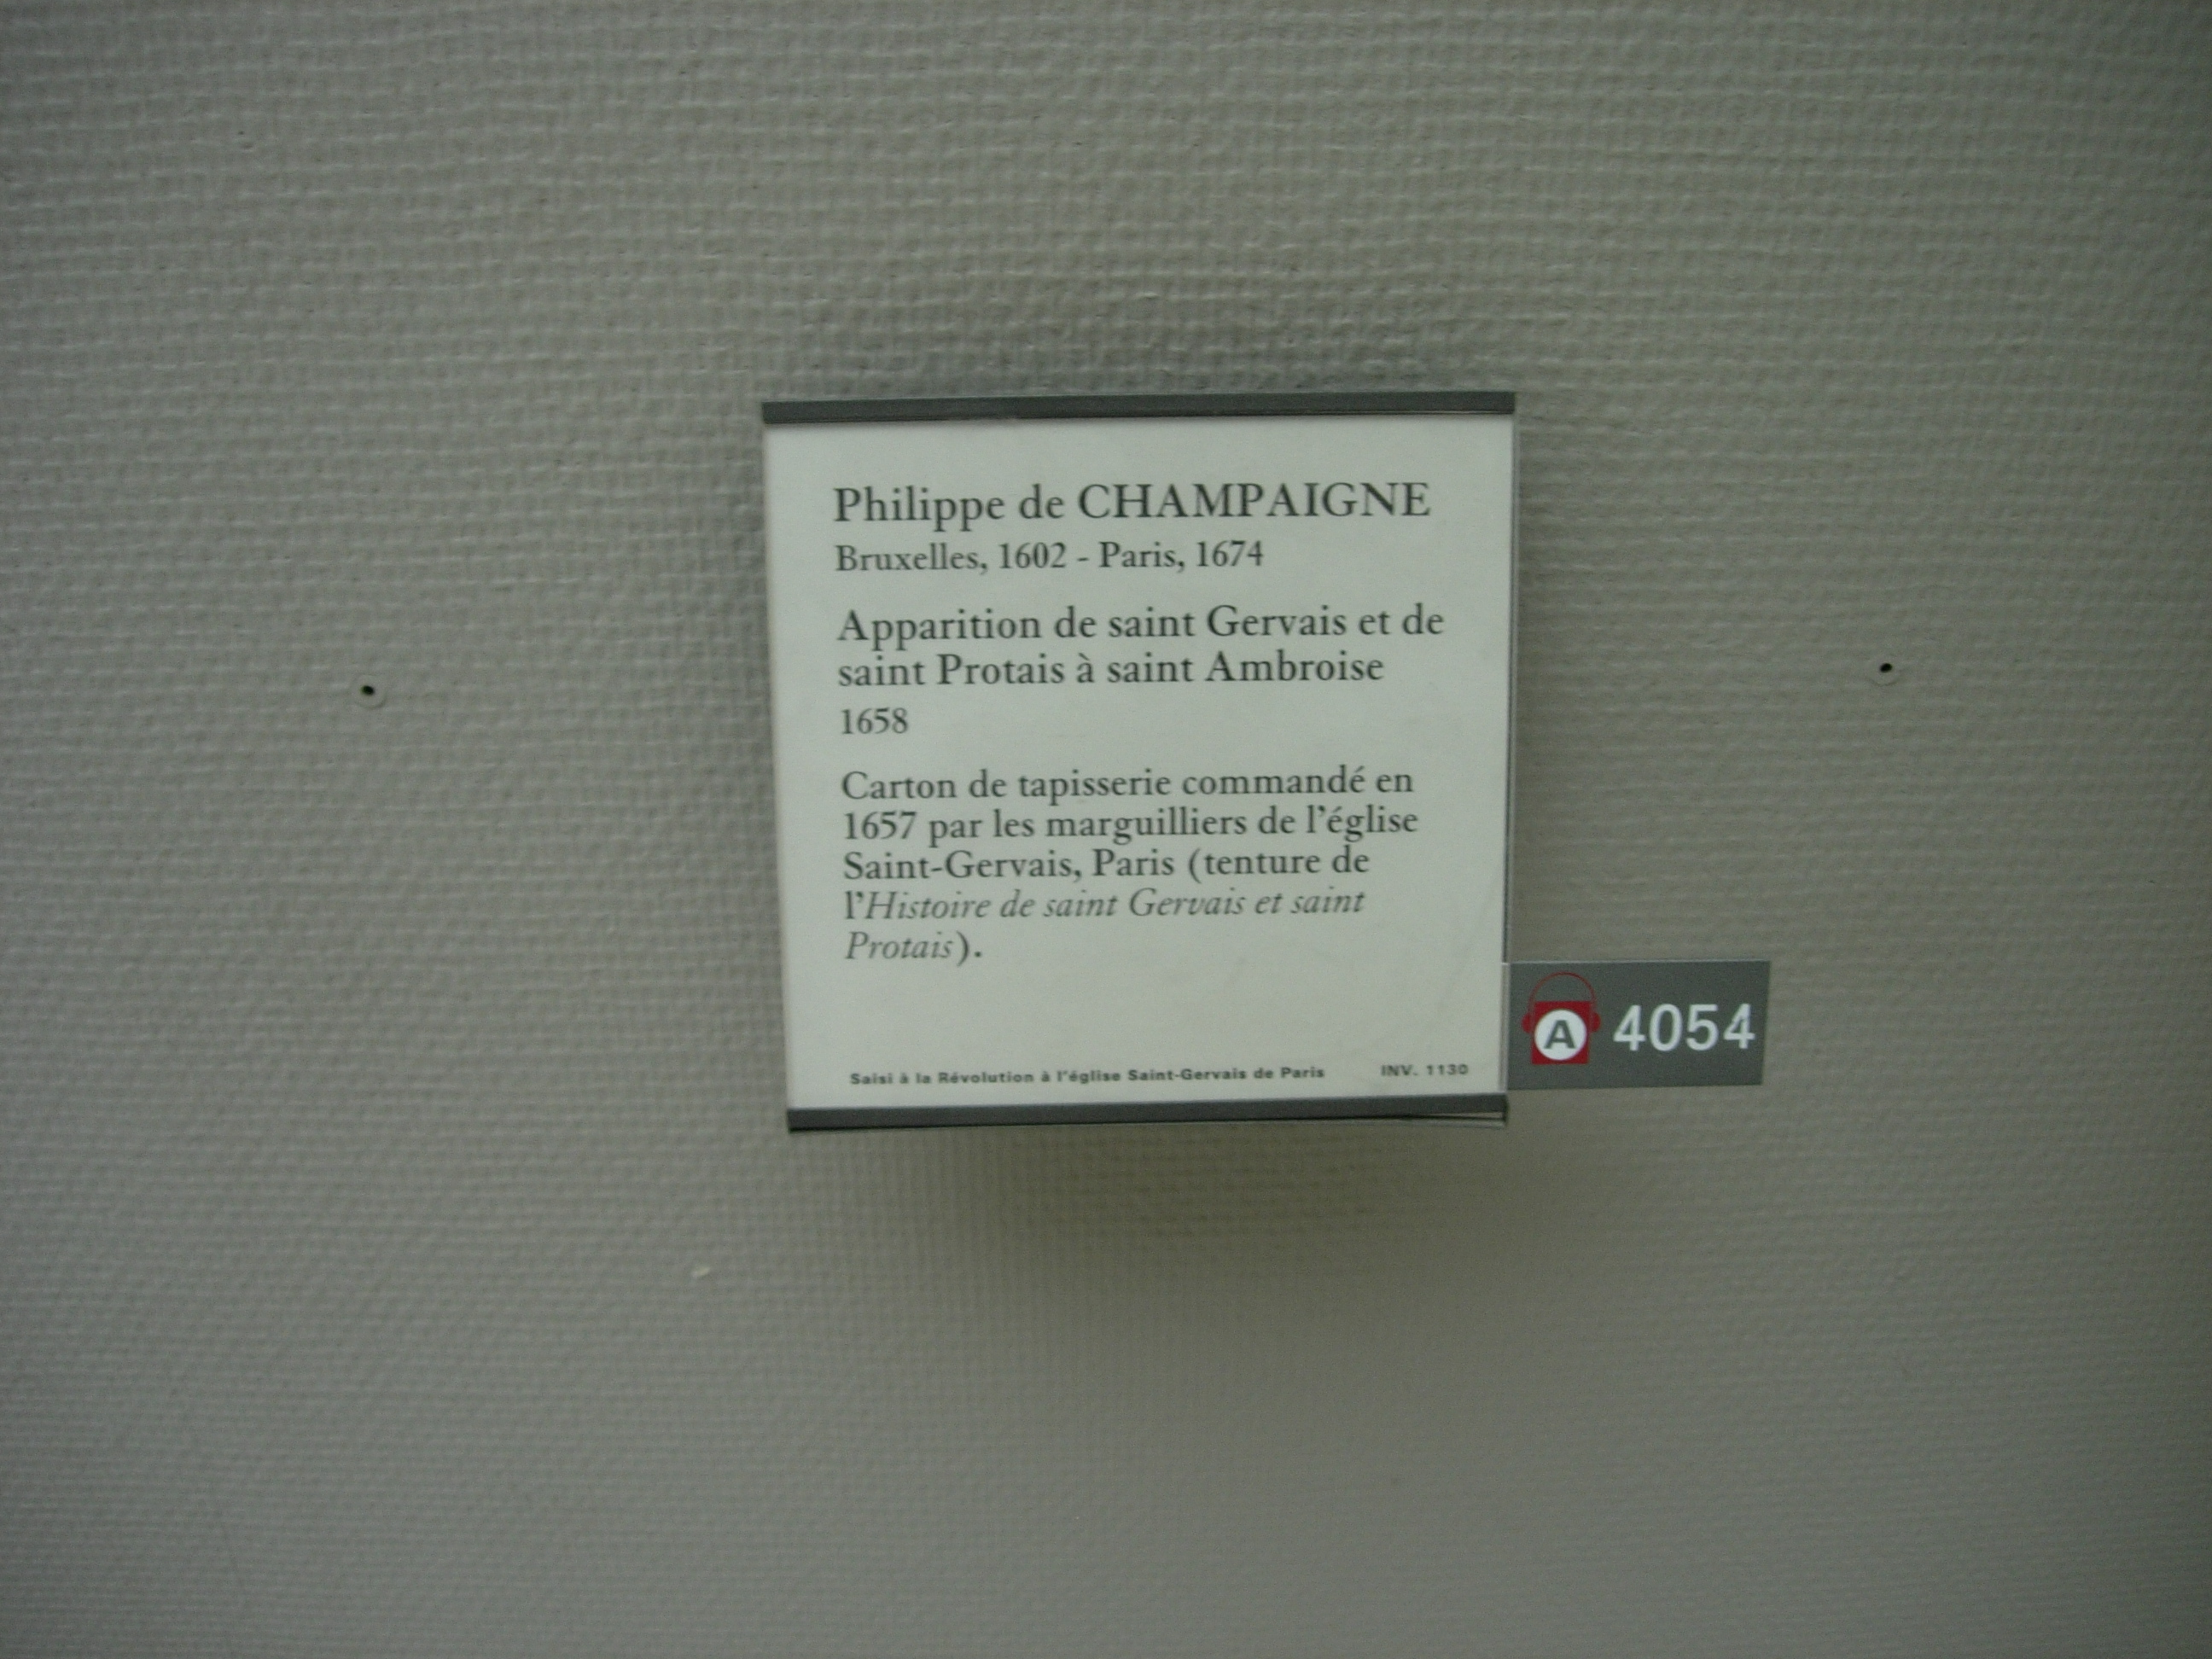 Philippe de CHAMPAIGNE
Bruxelles, 1602 - Paris, 1674
Apparition de saint Gervais et de
saint Protais à saint Ambroise
1658
Carton de tapisserie commandé en
1657 par les marguilliers de l'église
Saint-Gervais, Paris (tenture de
l'Histoire de saint Gervais et saint
Protais).
Saisi à la Révolution à l'église Saint-Gervais de Paris INV. 1130
A 4054